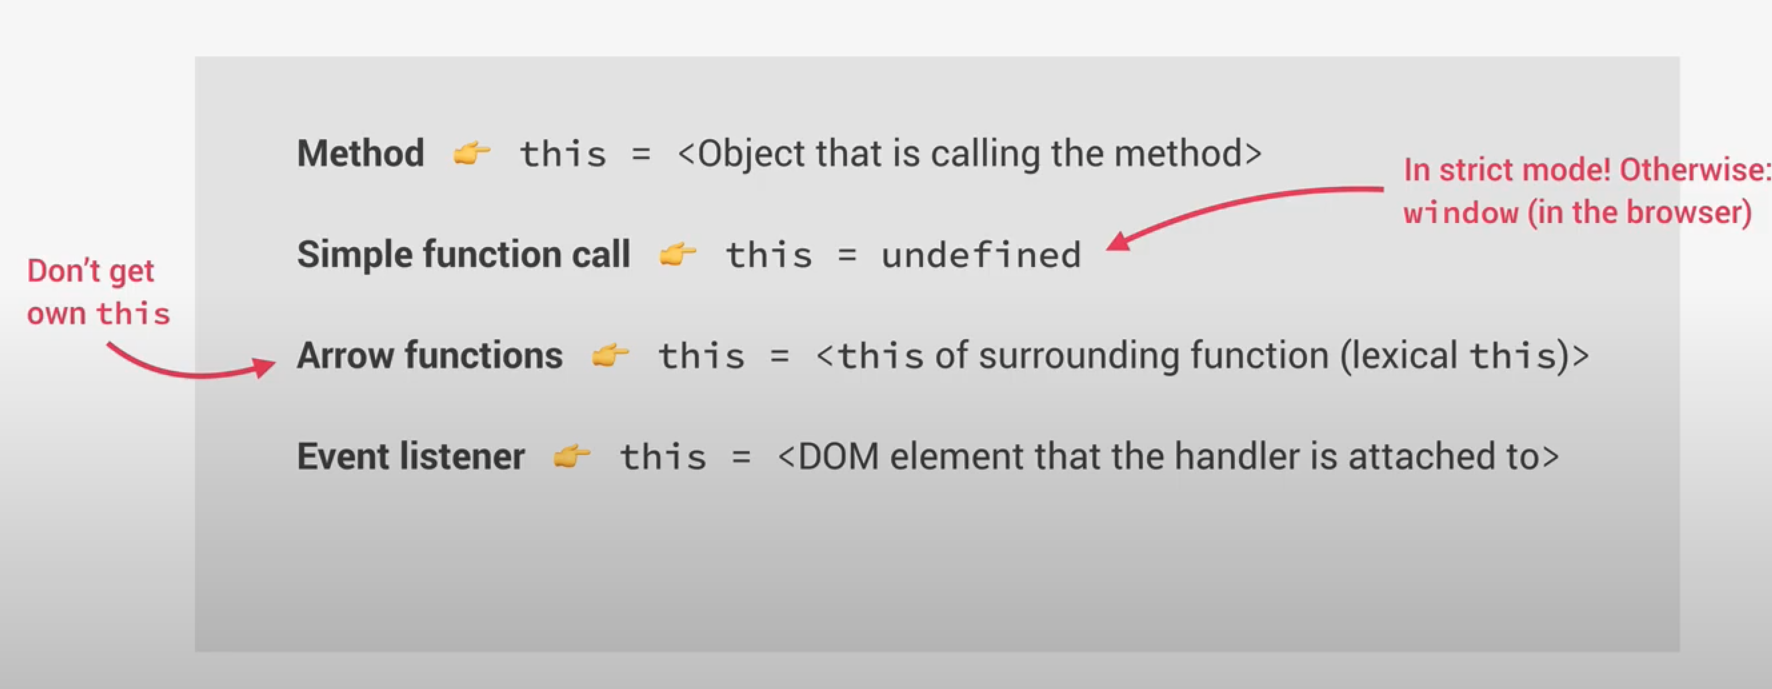 Method 👉 this = <Object that is calling the method>
In strict mode! Otherwise:
window (in the browser)
Simple function call 👉 this = undefined
Don't get
own this
Arrow functions 👉 this = <this of surrounding function (lexical this)>
Event listener 👉 this = <DOM element that the handler is attached to>